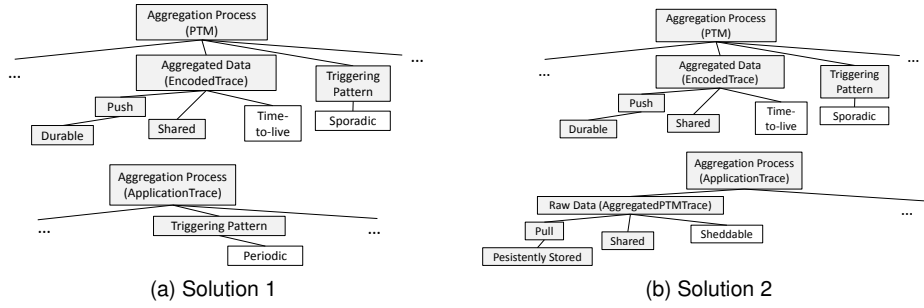 Aggregation Process
(PTM)
...
...
Aggregated Data
(EncodedTrace)
Triggering
Pattern
Push
Sporadic
Durable
Shared
Time-
to-live
Aggregation Process
(ApplicationTrace)
...
Triggering Pattern
...
Periodic
(a) Solution 1
Aggregation Process
(PTM)
...
...
Aggregated Data
(EncodedTrace)
Triggering
Pattern
Push
Sporadic
Durable
Shared
Time-
to-live
Aggregation Process
(ApplicationTrace)
Raw Data (AggregatedPTMTrace)
...
Pull
Shared
Sheddable
Pesistently Stored
(b) Solution 2